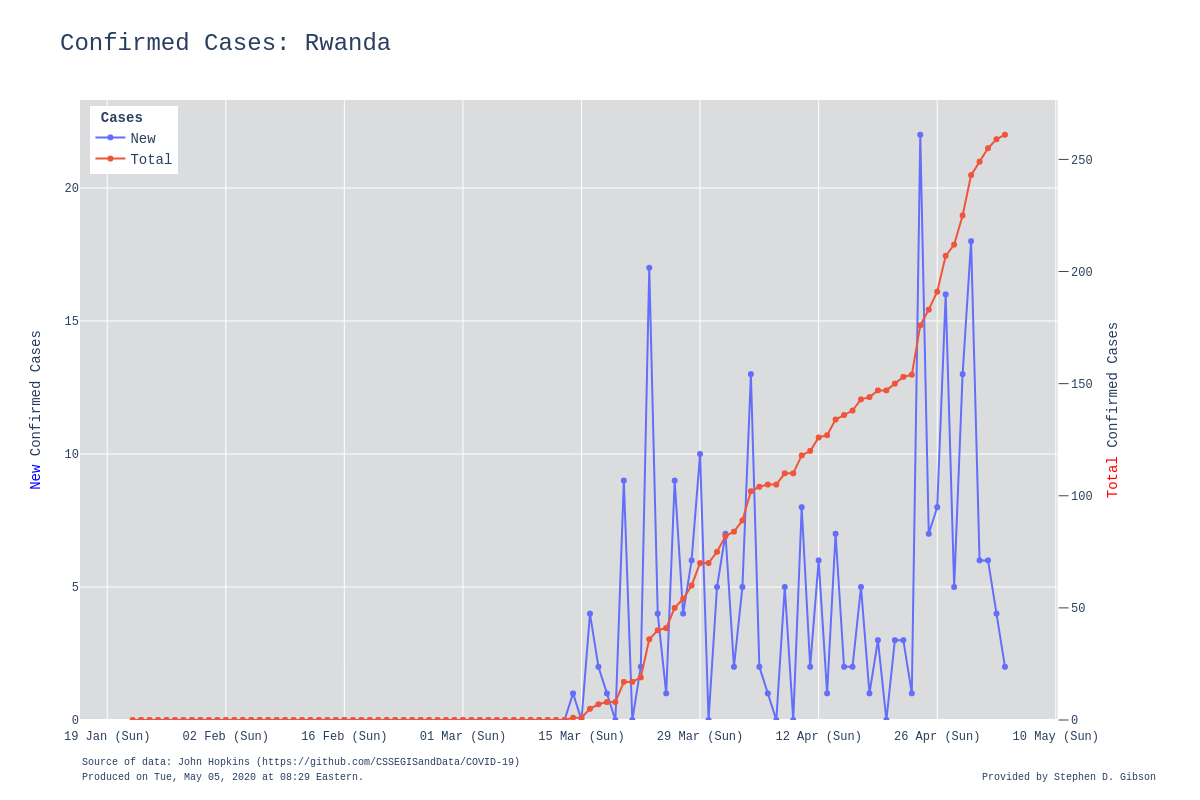 Confirmed Cases: Rwanda
Cases
New
Total
20
15
10
5
0
250
200
150
100
50
0
New Confirmed Cases
Total Confirmed Cases
19 Jan (Sun) 02 Feb (Sun) 16 Feb (Sun) 01 Mar (Sun) 15 Mar (Sun) 29 Mar (Sun) 12 Apr (Sun) 26 Apr (Sun) 10 May (Sun)
Source of data: John Hopkins (https://github.com/CSSEGISandData/COVID-19)
Produced on Tue, May 05, 2020 at 08:29 Eastern.
Provided by Stephen D. Gibson